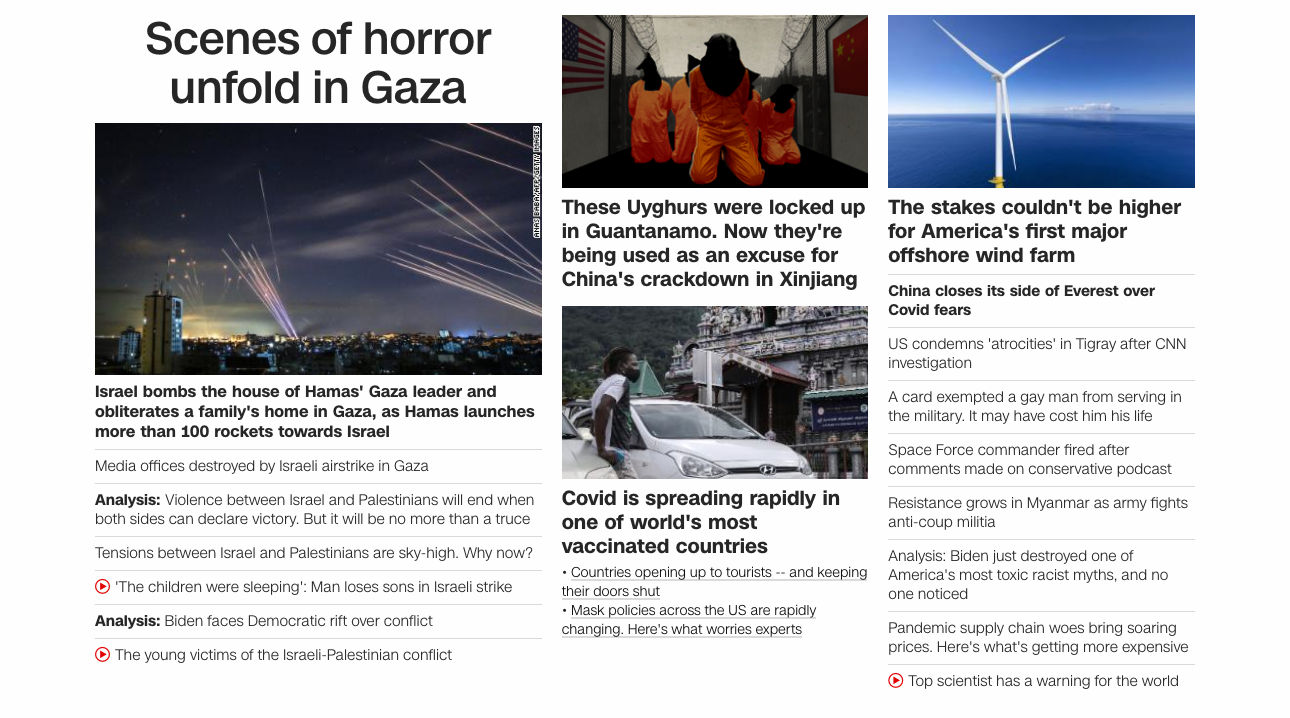 Scenes of horror
unfold in Gaza
ANAS BABA/AFP/GETTY IMAGES
Israel bombs the house of Hamas' Gaza leader and
obliterates a family's home in Gaza, as Hamas launches
more than 100 rockets towards Israel
Media offices destroyed by Israeli airstrike in Gaza
Analysis: Violence between Israel and Palestinians will end when
both sides can declare victory. But it will be no more than a truce
Tensions between Israel and Palestinians are sky-high. Why now?
'The children were sleeping': Man loses sons in Israeli strike
Analysis: Biden faces Democratic rift over conflict
The young victims of the Israeli-Palestinian conflict
These Uyghurs were locked up
in Guantanamo. Now they're
being used as an excuse for
China's crackdown in Xinjiang
Covid is spreading rapidly in
one of world's most
vaccinated countries
• Countries opening up to tourists -- and keeping
their doors shut
• Mask policies across the US are rapidly
changing. Here's what worries experts
The stakes couldn't be higher
for America's first major
offshore wind farm
China closes its side of Everest over
Covid fears
US condemns 'atrocities' in Tigray after CNN
investigation
A card exempted a gay man from serving in
the military. It may have cost him his life
Space Force commander fired after
comments made on conservative podcast
Resistance grows in Myanmar as army fights
anti-coup militia
Analysis: Biden just destroyed one of
America's most toxic racist myths, and no
one noticed
Pandemic supply chain woes bring soaring
prices. Here's what's getting more expensive
Top scientist has a warning for the world